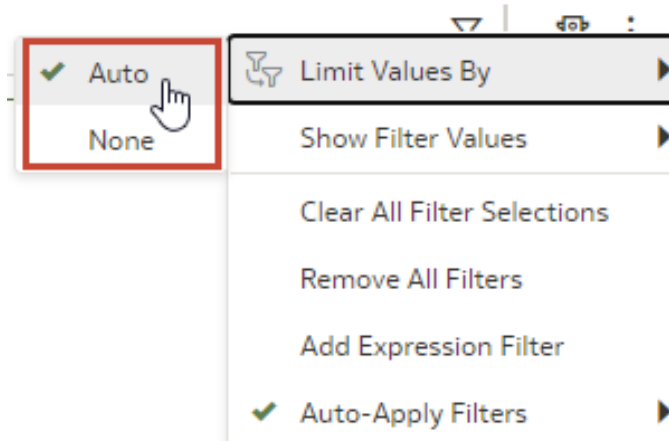 Auto
None
Limit Values By
Show Filter Values
Clear All Filter Selections
Remove All Filters
Add Expression Filter
Auto-Apply Filters